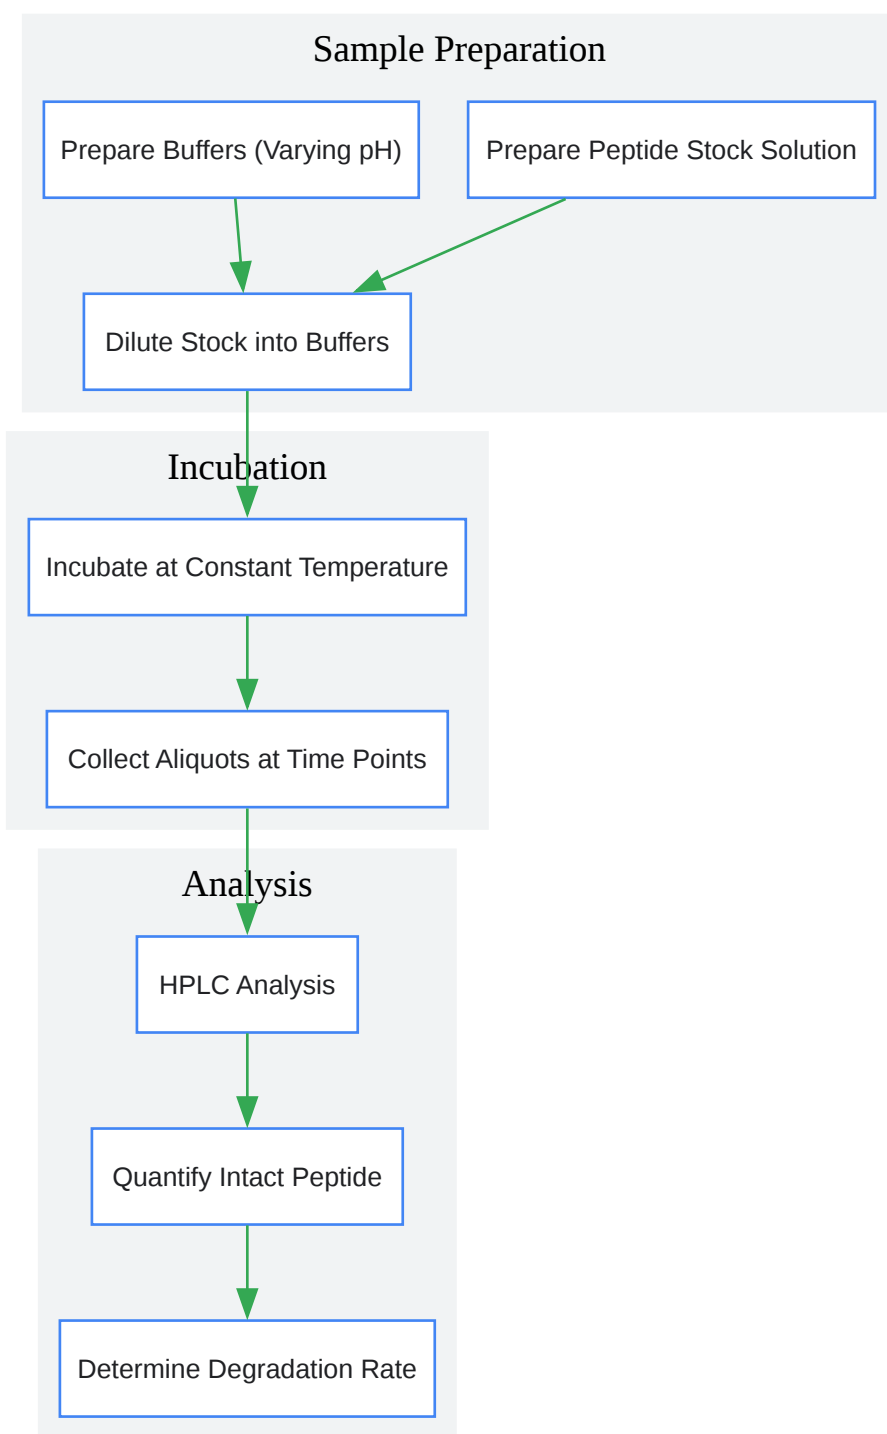 Sample Preparation
Prepare Buffers (Varying pH)
Prepare Peptide Stock Solution
Dilute Stock into Buffers
Incubation
Incubate at Constant Temperature
Collect Aliquots at Time Points
Analysis
HPLC Analysis
Quantify Intact Peptide
Determine Degradation Rate